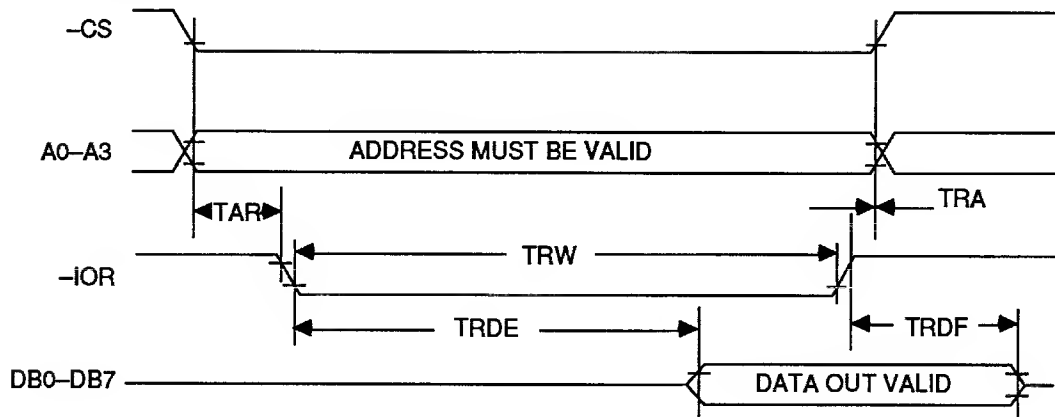 –CS
A0–A3
ADDRESS MUST BE VALID
TAR
TRA
–iOR
TRW
TRDE
TRDF
DB0–DB7
DATA OUT VALID